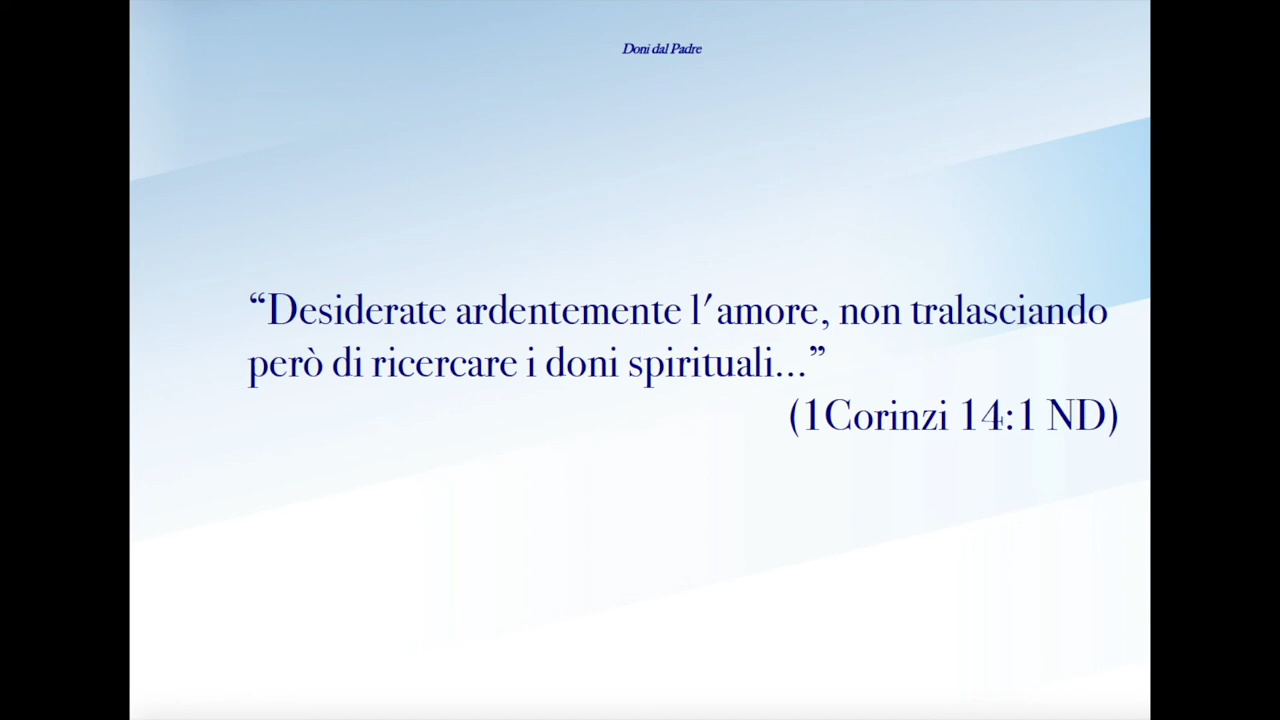 Doni dal Padre
“Desiderate ardentemente l'amore, non tralasciando
però di ricercare i doni spirituali...”
(1Corinzi 14:1 ND)